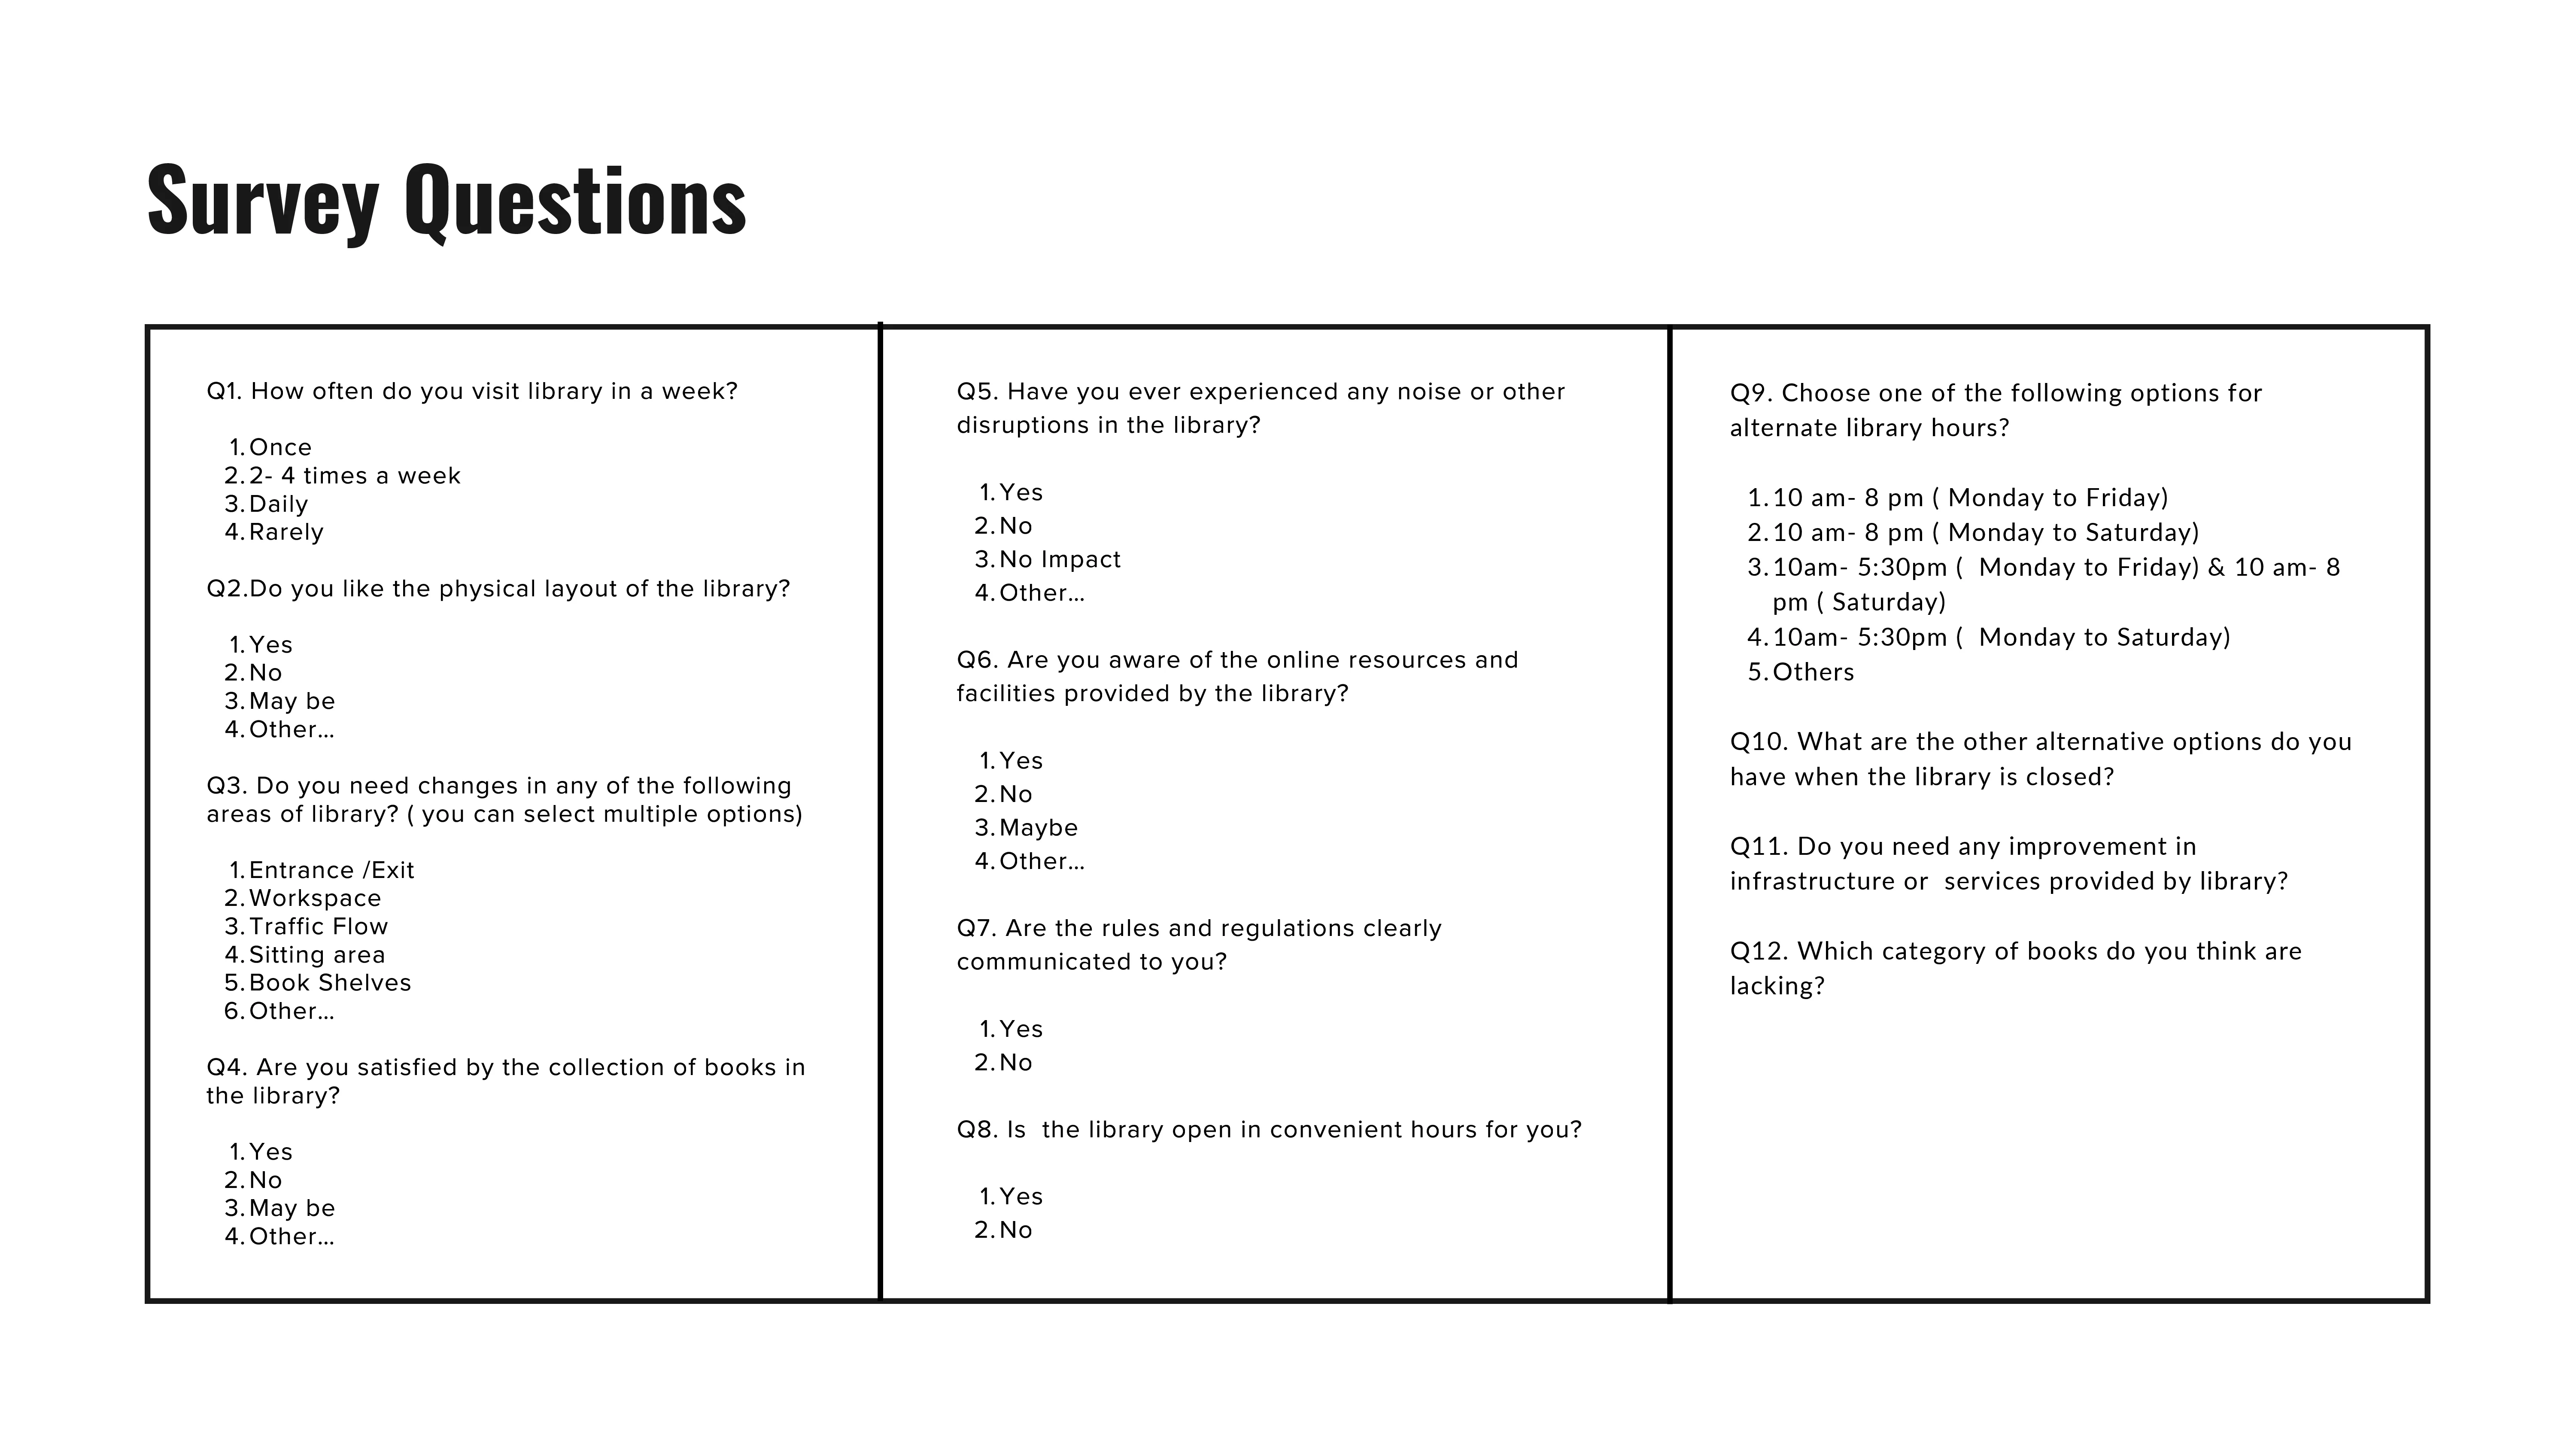 Survey Questions
Q1. How often do you visit library in a week?
1. Once
2. 2- 4 times a week
3. Daily
4. Rarely
Q2.Do you like the physical layout of the library?
1. Yes
2. No
3. May be
4. Other...
Q3. Do you need changes in any of the following
areas of library? ( you can select multiple options)
1. Entrance /Exit
2. Workspace
3. Traffic Flow
4. Sitting area
5. Book Shelves
6. Other...
Q4. Are you satisfied by the collection of books in
the library?
1. Yes
2. No
3. May be
4. Other...
Q5. Have you ever experienced any noise or other
disruptions in the library?
1. Yes
2. No
3. No Impact
4. Other...
Q6. Are you aware of the online resources and
facilities provided by the library?
1. Yes
2. No
3. Maybe
4. Other...
Q7. Are the rules and regulations clearly
communicated to you?
1. Yes
2. No
Q8. Is  the library open in convenient hours for you?
1. Yes
2. No
Q9. Choose one of the following options for
alternate library hours?
1. 10 am- 8 pm ( Monday to Friday)
2. 10 am- 8 pm ( Monday to Saturday)
3. 10am- 5:30pm (  Monday to Friday) & 10 am- 8
pm ( Saturday)
4. 10am- 5:30pm (  Monday to Saturday)
5. Others
Q10. What are the other alternative options do you
have when the library is closed?
Q11. Do you need any improvement in
infrastructure or  services provided by library?
Q12. Which category of books do you think are
lacking?